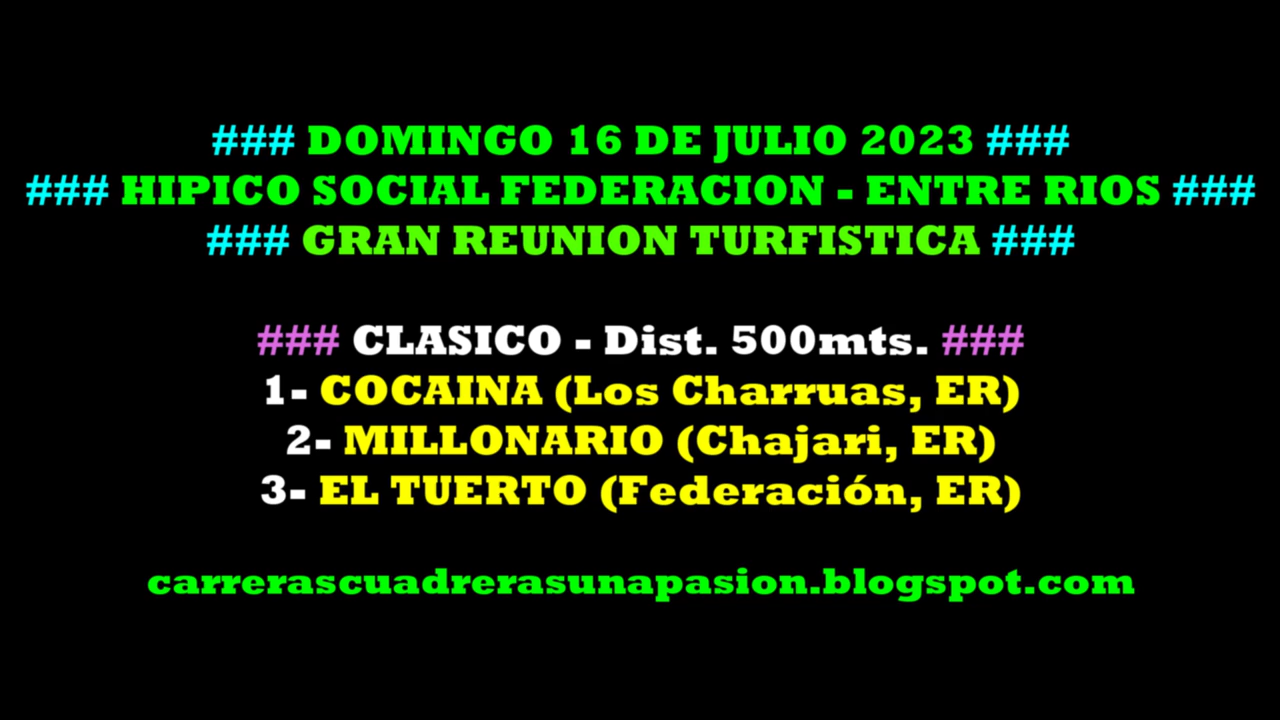 ### DOMINGO 16 DE JULIO 2023 ###
### HIPICO SOCIAL FEDERACION - ENTRE RIOS ###
### GRAN REUNION TURFISTICA ###
### CLASICO - Dist. 500mts. ###
1- COCAINA (Los Charruas, ER)
2- MILLONARIO (Chajari, ER)
3- EL TUERTO (Federación, ER)
carrerascuadrerasunapasion.blogspot.com